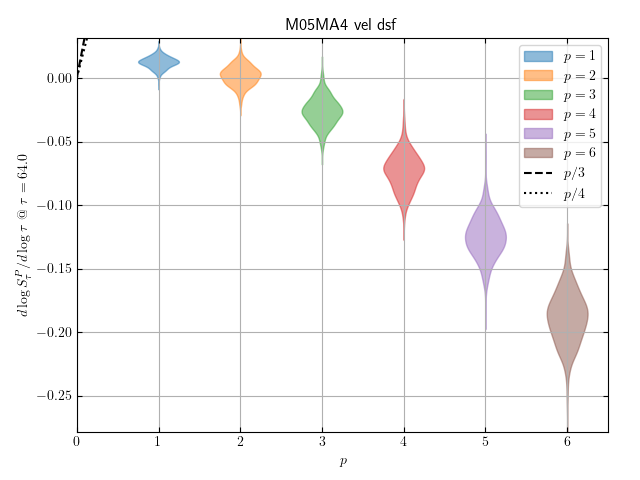 M05MA4 vel dsf
d log S_τ^P / d log τ @ τ = 64.0
0.00
−0.05
−0.10
−0.15
−0.20
−0.25
0 1 2 3 4 5 6
p
p = 1
p = 2
p = 3
p = 4
p = 5
p = 6
p/3
p/4